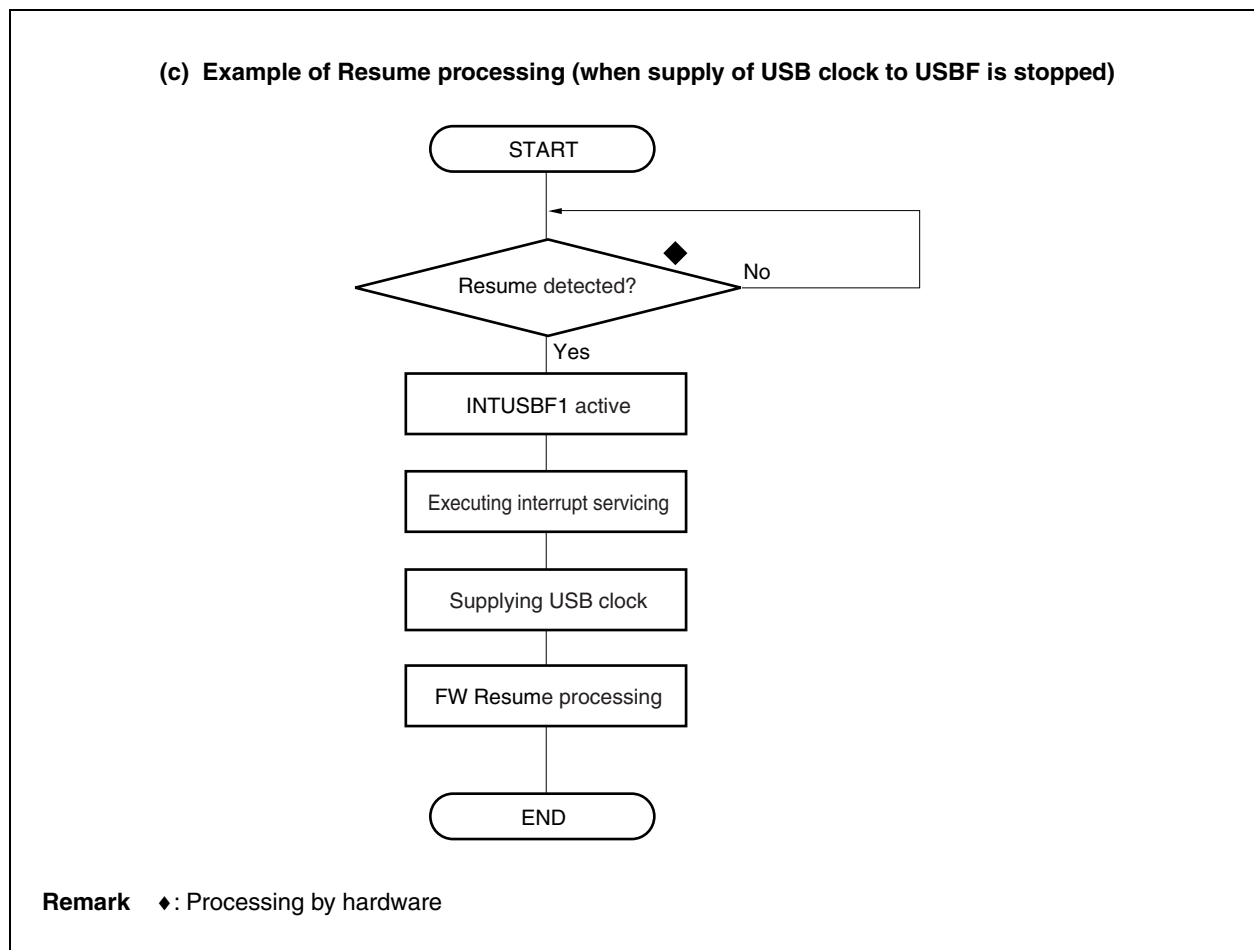 (c) Example of Resume processing (when supply of USB clock to USBF is stopped)
START
Resume detected?
No
Yes
INTUSBF1 active
Executing interrupt servicing
Supplying USB clock
FW Resume processing
END
Remark ♦: Processing by hardware